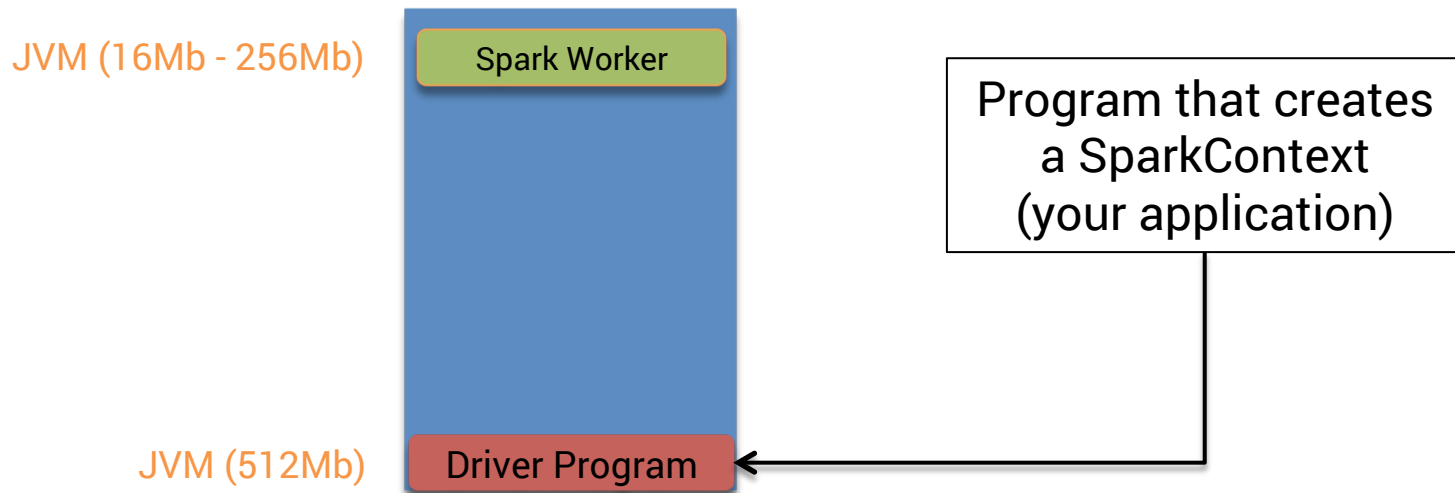 JVM (16Mb - 256Mb)
Spark Worker
Program that creates
a SparkContext
(your application)
JVM (512Mb)
Driver Program